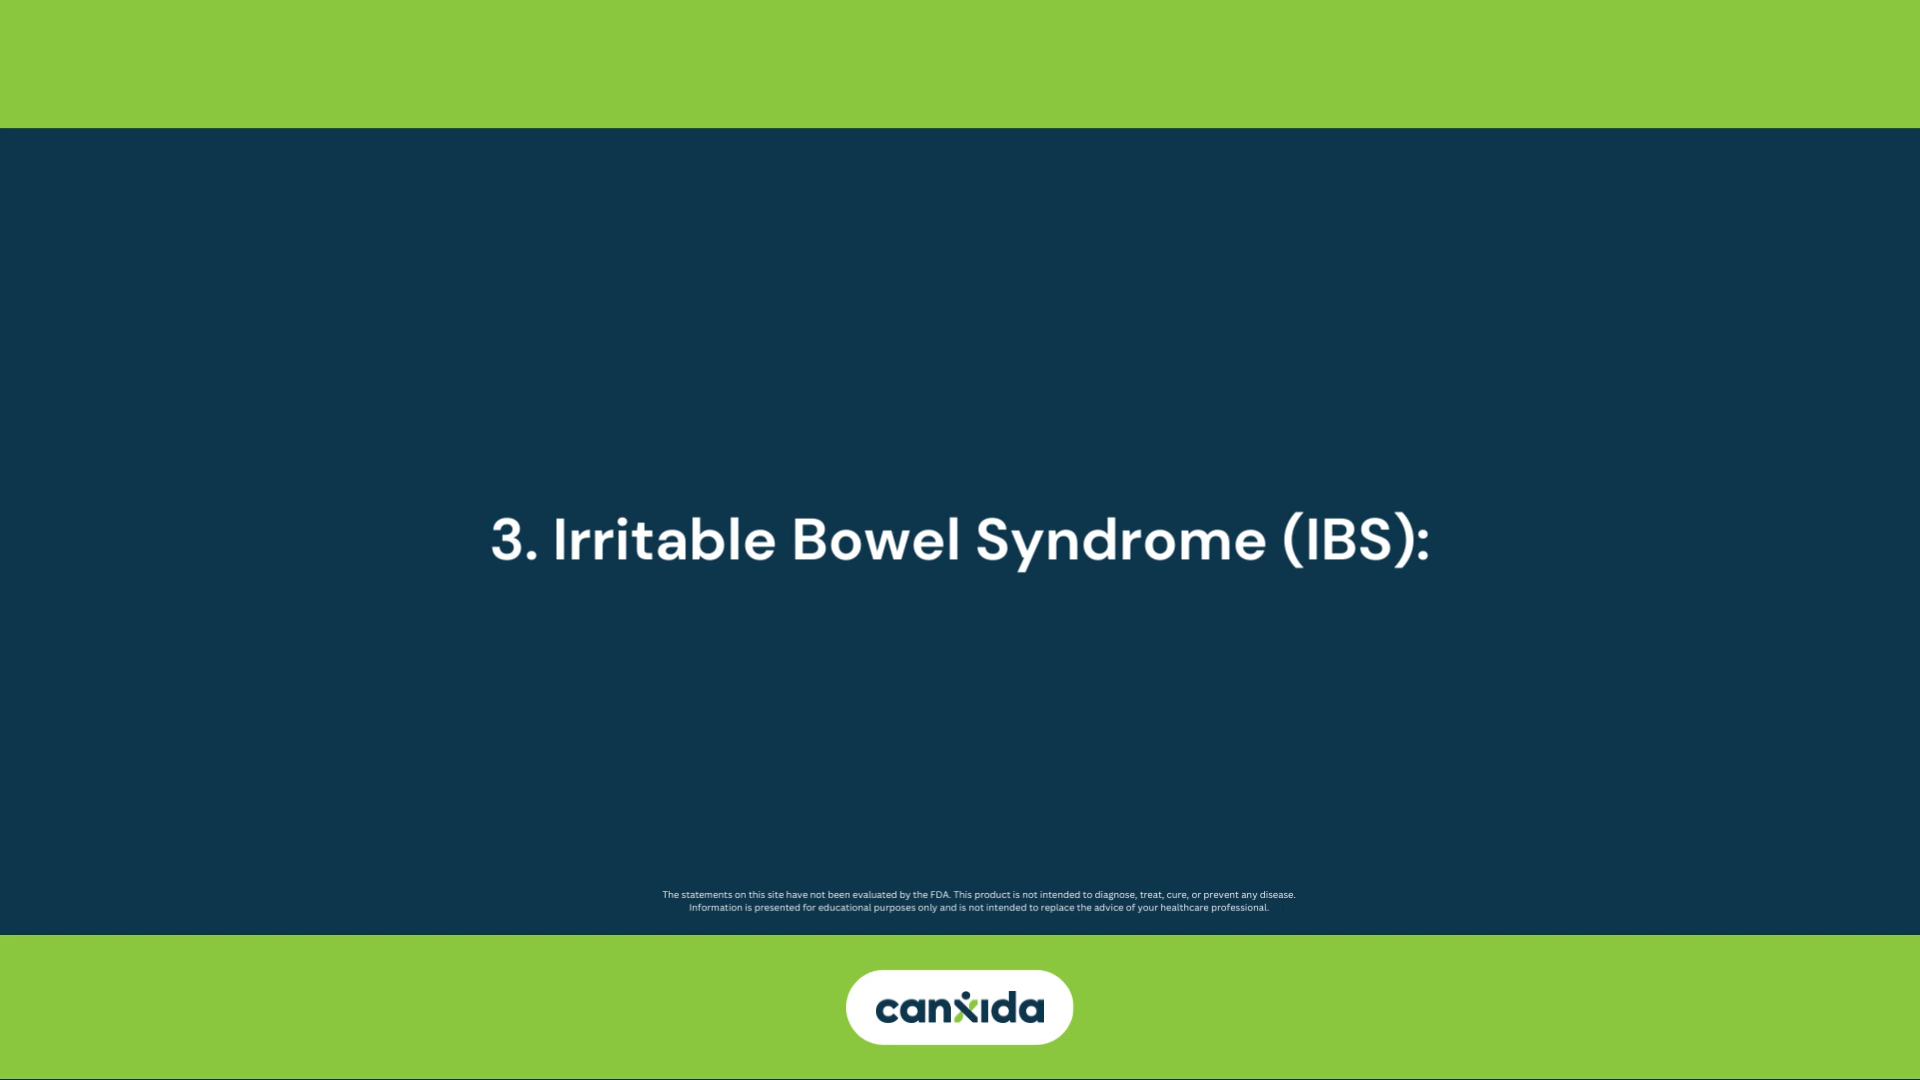 3. Irritable Bowel Syndrome (IBS):
The statements on this site have not been evaluated by the FDA. This product is not intended to diagnose, treat, cure, or prevent any disease.
Information is presented for educational purposes only and is not intended to replace the advice of your healthcare professional.
canxida